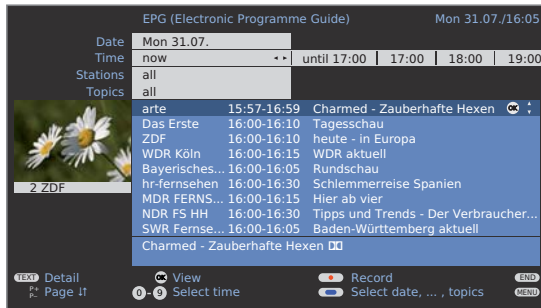 EPG (Electronic Programme Guide) Mon 31.07./16:05
Date Mon 31.07.
Time now until 17:00 17:00 18:00 19:00
Stations all
Topics all
arte 15:57-16:59 Charmed - Zauberhafte Hexen OK
Das Erste 16:00-16:10 Tagesschau
ZDF 16:00-16:10 heute - in Europa
WDR Köln 16:00-16:15 WDR aktuell
Bayerisches... 16:00-16:05 Rundschau
hr-fernsehen 16:00-16:30 Schlemmerreise Spanien
MDR FERNS... 16:00-16:15 Hier ab vier
NDR FS HH 16:00-16:30 Tipps und Trends - Der Verbraucher...
SWR Fernse... 16:00-16:05 Baden-Württemberg aktuell
2 ZDF
Charmed - Zauberhafte Hexen
TEXT Detail OK View Record END
P+ P- Page 0-9 Select time Select date, ... , topics MENU